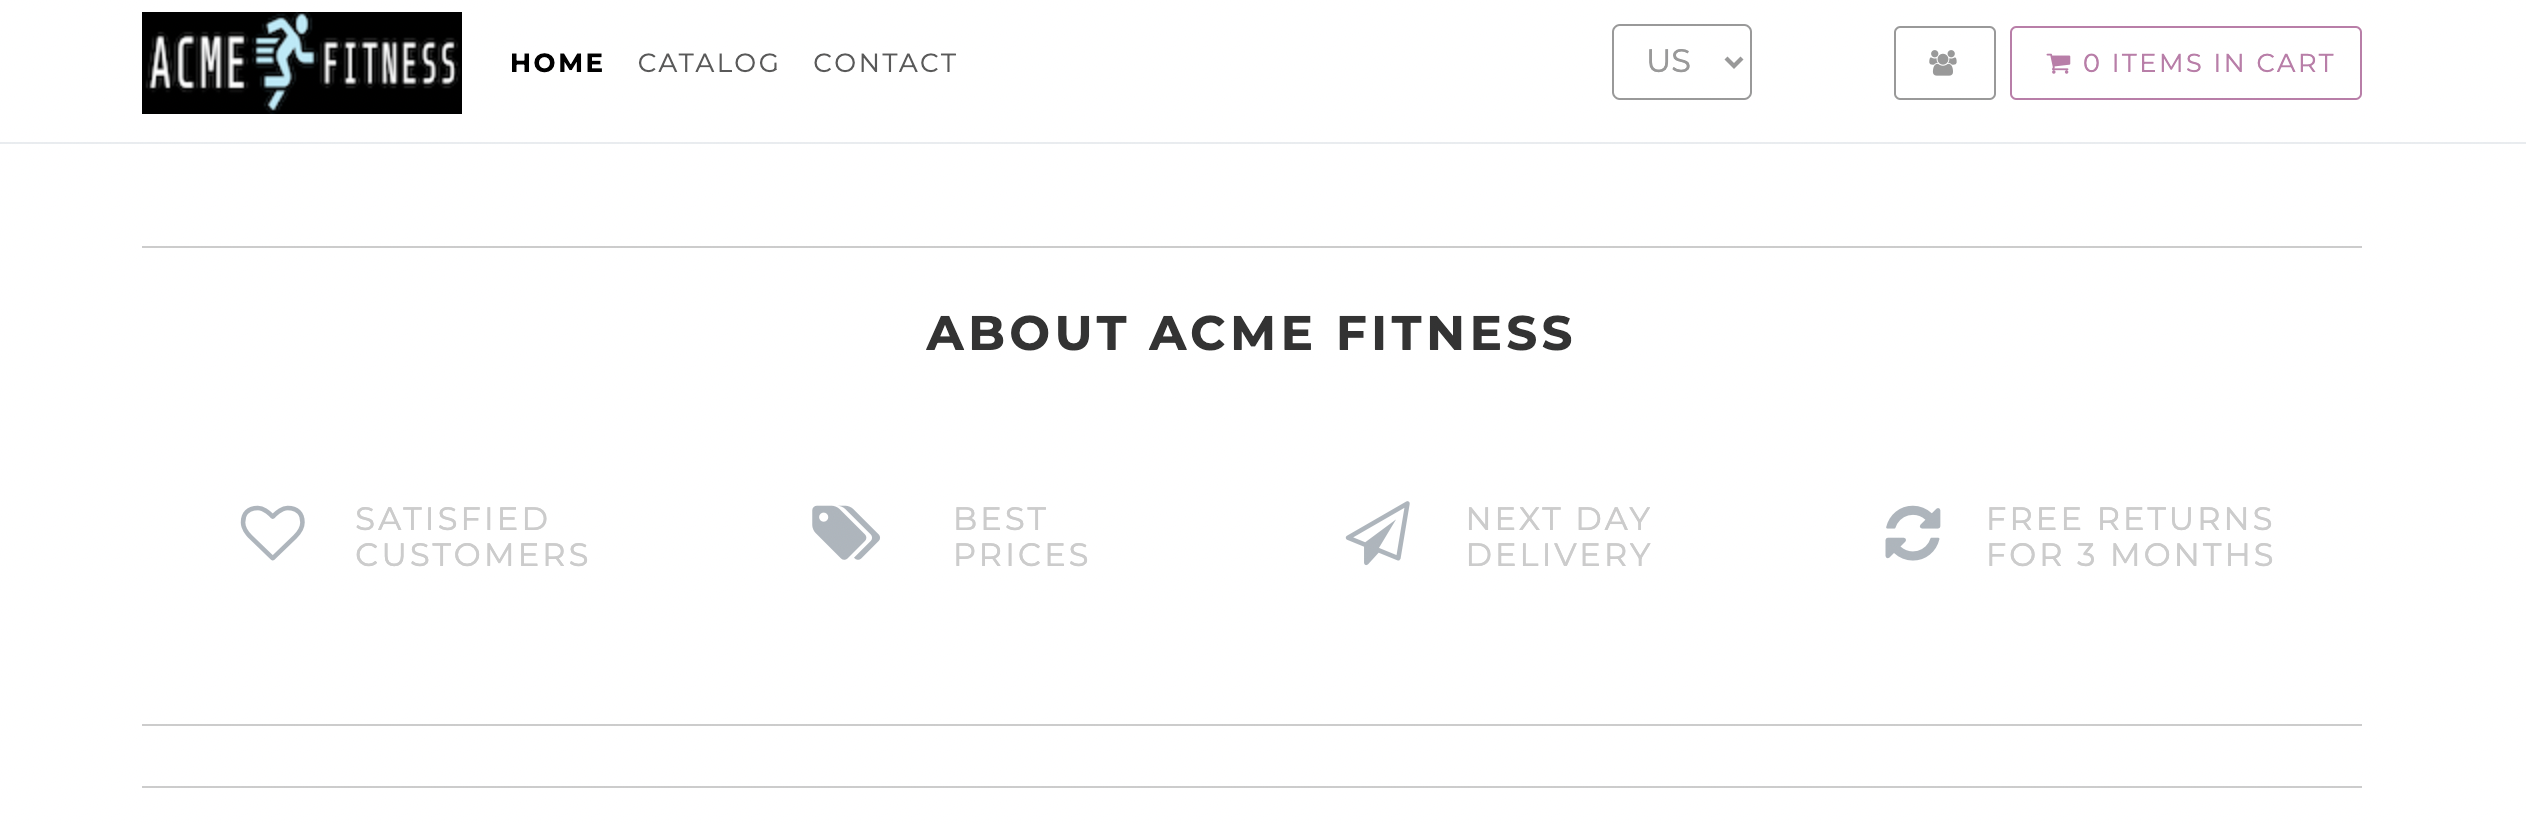 ACME FITNESS
HOME CATALOG CONTACT
US
0 ITEMS IN CART
ABOUT ACME FITNESS
SATISFIED
CUSTOMERS
BEST
PRICES
NEXT DAY
DELIVERY
FREE RETURNS
FOR 3 MONTHS